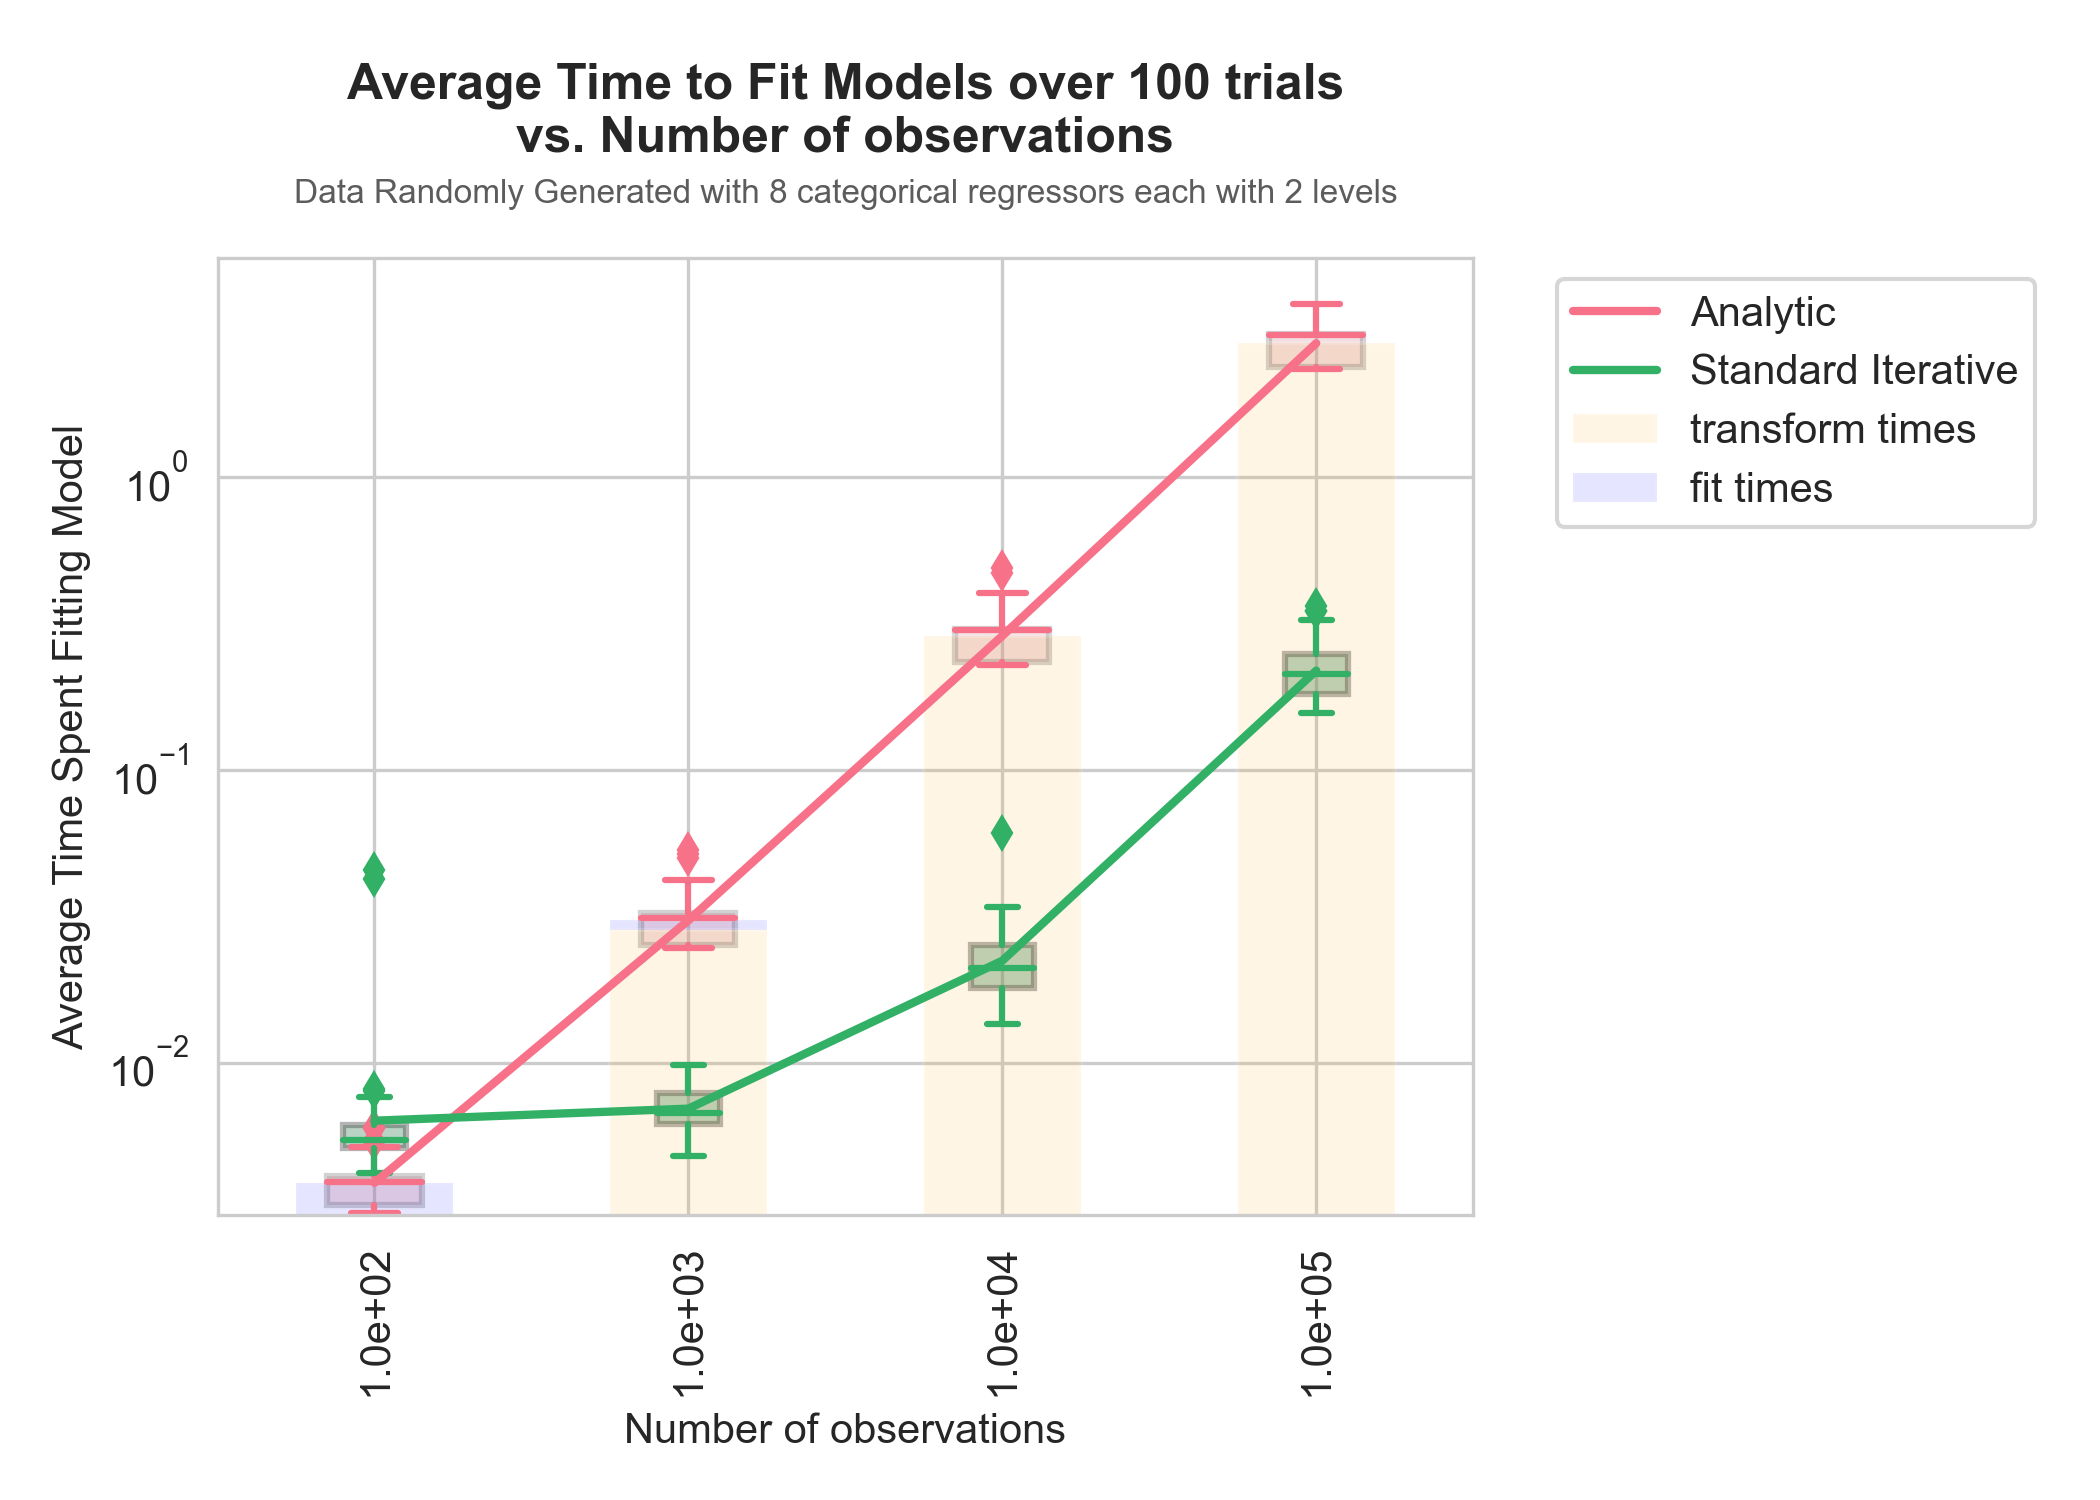 Average Time to Fit Models over 100 trials
vs. Number of observations
Data Randomly Generated with 8 categorical regressors each with 2 levels
Analytic
Standard Iterative
transform times
fit times
Average Time Spent Fitting Model
10⁰
10⁻¹
10⁻²
1.0e+02
1.0e+03
1.0e+04
1.0e+05
Number of observations